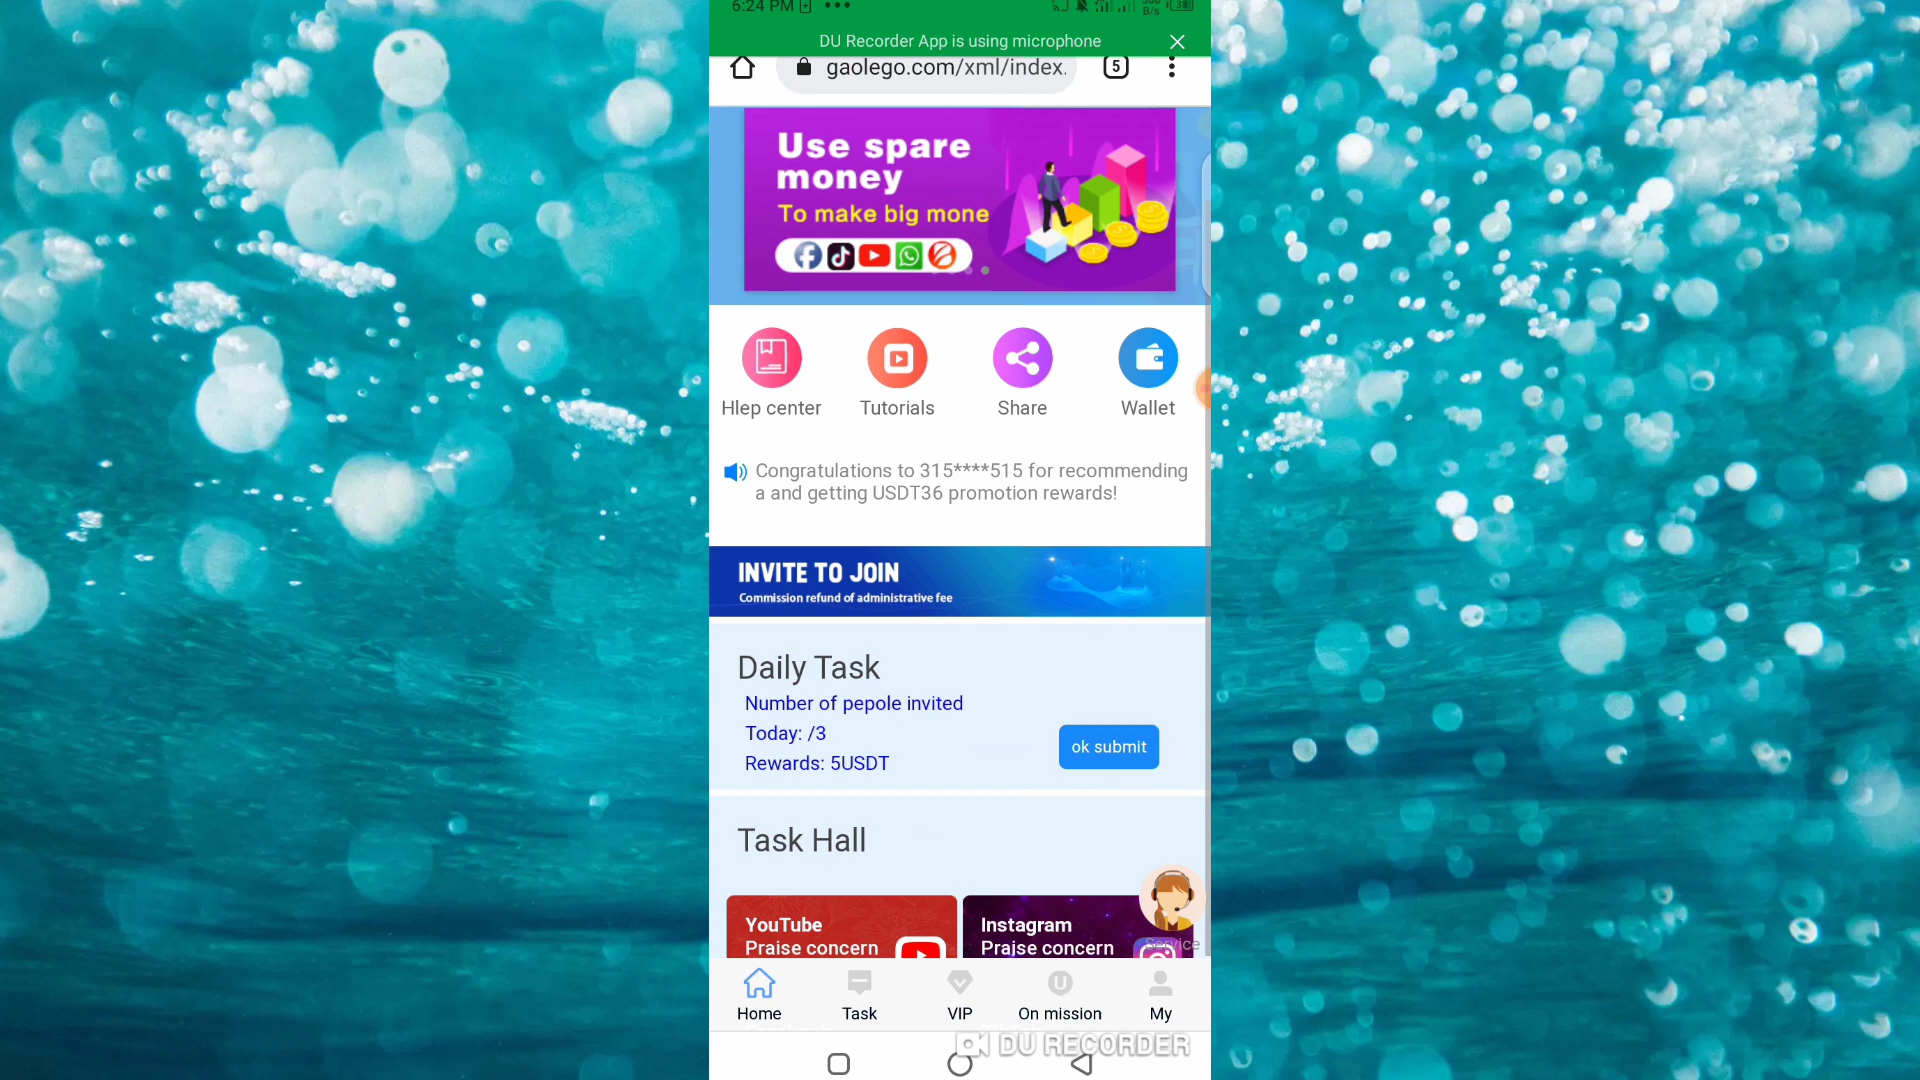 6:24 PM
DU Recorder App is using microphone
gaolego.com/xml/index.
5
Use spare
money
To make big mone
Hlep center
Tutorials
Share
Wallet
Congratulations to 315****515 for recommending
a and getting USDT36 promotion rewards!
INVITE TO JOIN
Commission refund of administrative fee
Daily Task
Number of pepole invited
Today: /3
Rewards: 5USDT
ok submit
Task Hall
YouTube
Praise concern
Instagram
Praise concern
Service
Home
Task
VIP
On mission
My
DU RECORDER